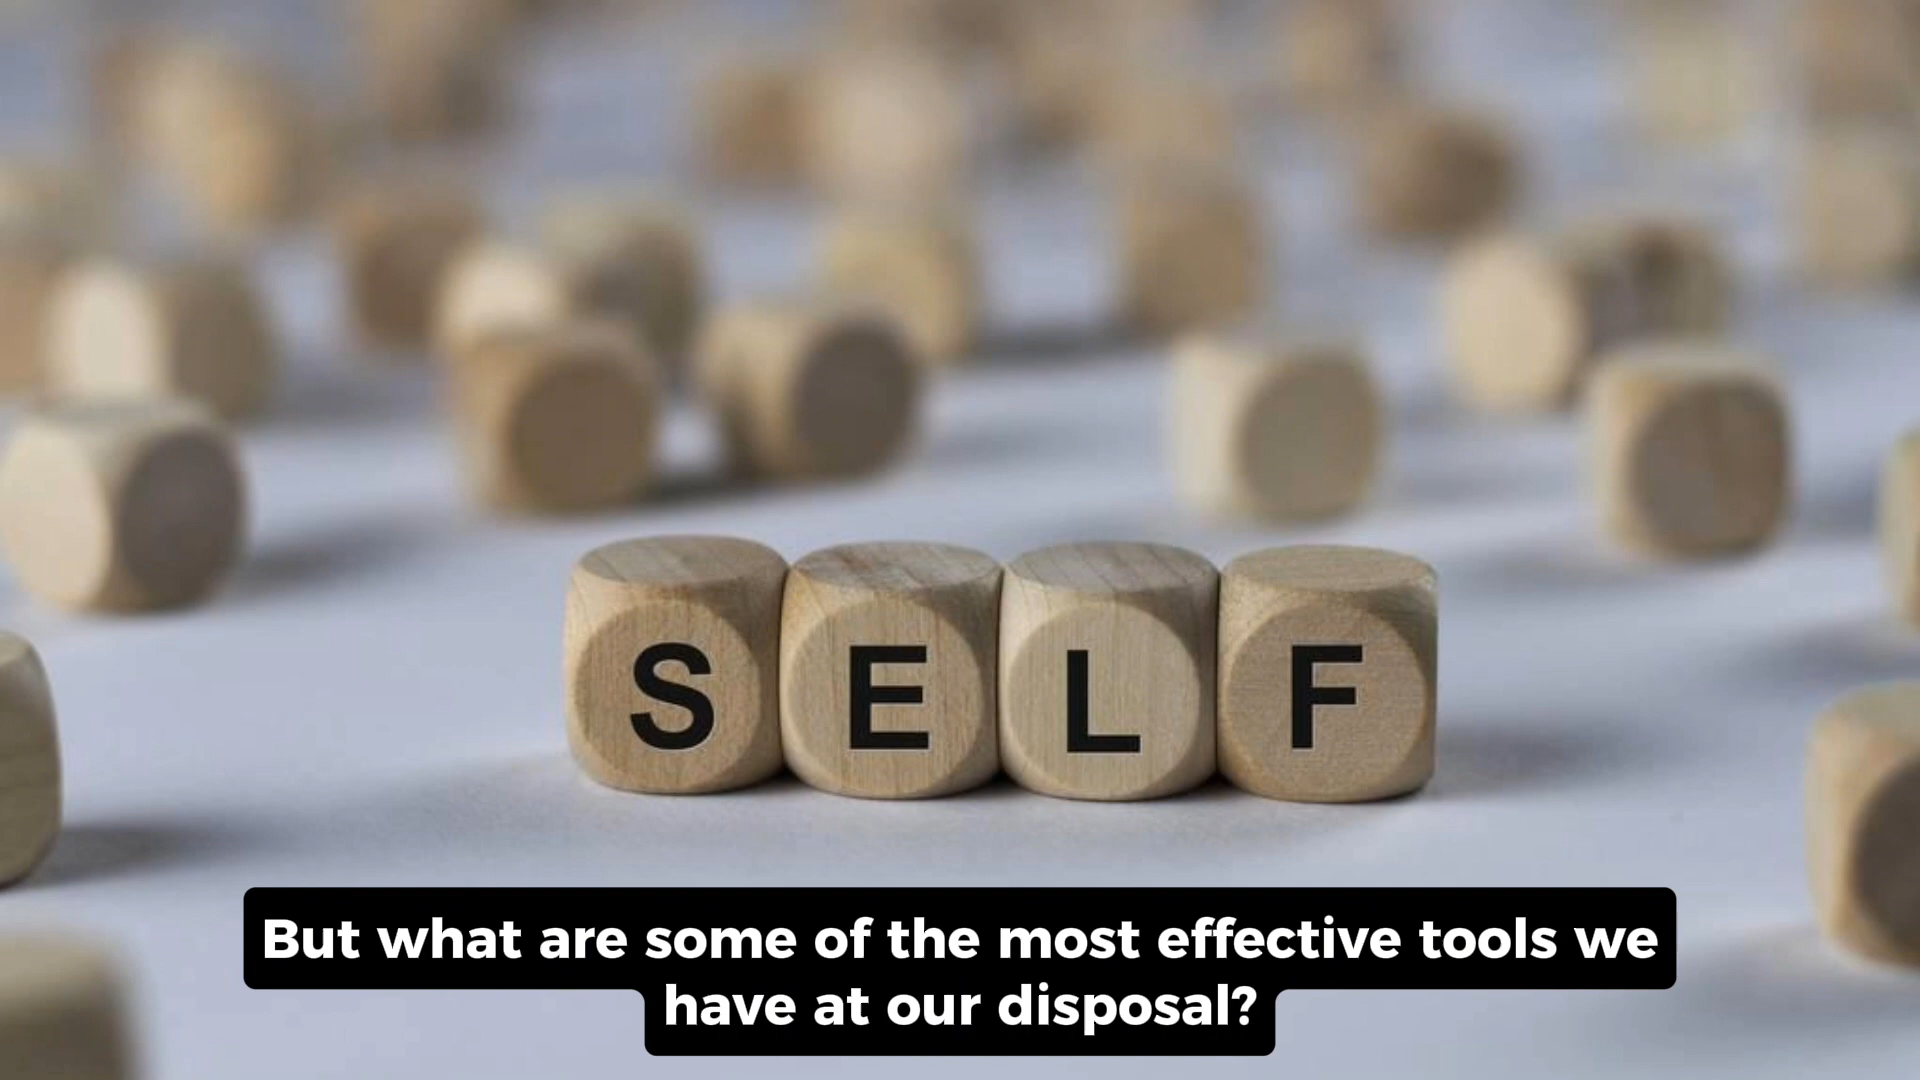 SELF
But what are some of the most effective tools we
have at our disposal?